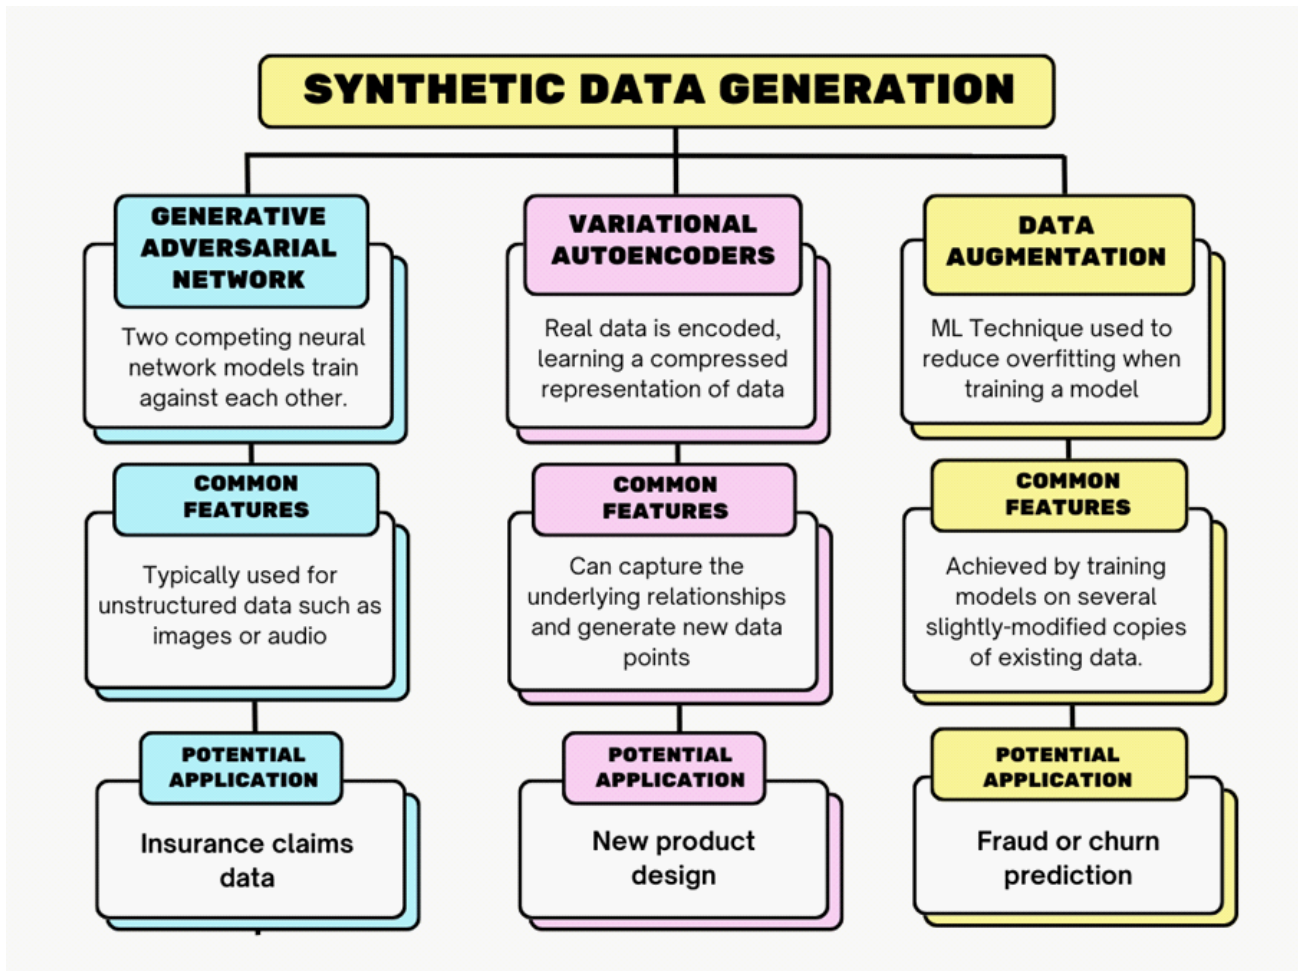 SYNTHETIC DATA GENERATION
GENERATIVE
ADVERSARIAL
NETWORK
Two competing neural
network models train
against each other.
COMMON
FEATURES
Typically used for
unstructured data such as
images or audio
POTENTIAL
APPLICATION
Insurance claims
data
VARIATIONAL
AUTOENCODERS
Real data is encoded,
learning a compressed
representation of data
COMMON
FEATURES
Can capture the
underlying relationships
and generate new data
points
POTENTIAL
APPLICATION
New product
design
DATA
AUGMENTATION
ML Technique used to
reduce overfitting when
training a model
COMMON
FEATURES
Achieved by training
models on several
slightly-modified copies
of existing data.
POTENTIAL
APPLICATION
Fraud or churn
prediction